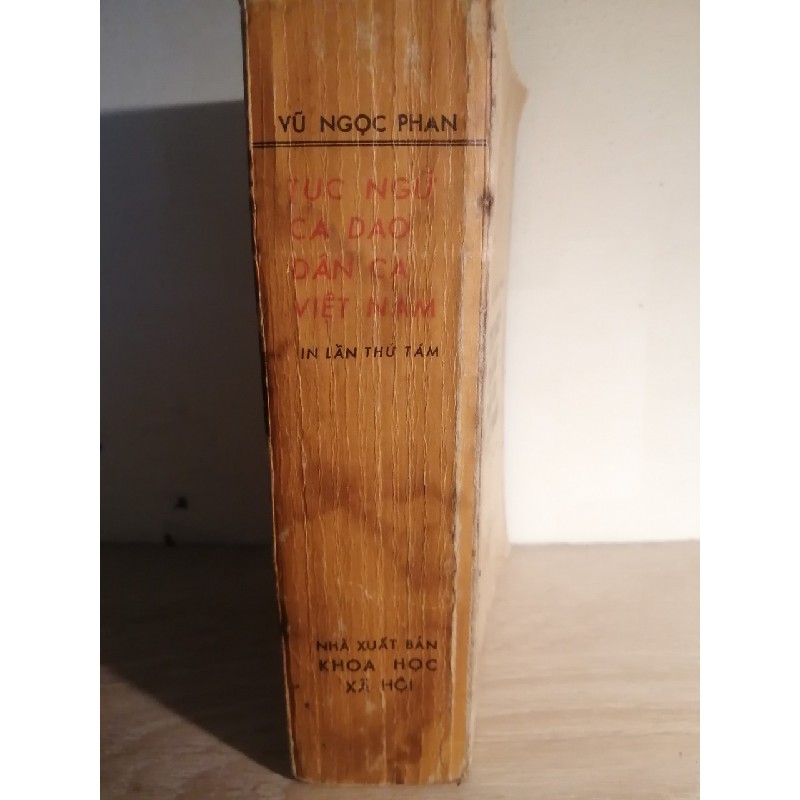 VŨ NGỌC PHAN
TỤC NGỮ
CA DAO
DÂN CA
VIỆT NAM
IN LẦN THỨ TÁM
NHÀ XUẤT BẢN
KHOA HỌC
XÃ HỘI